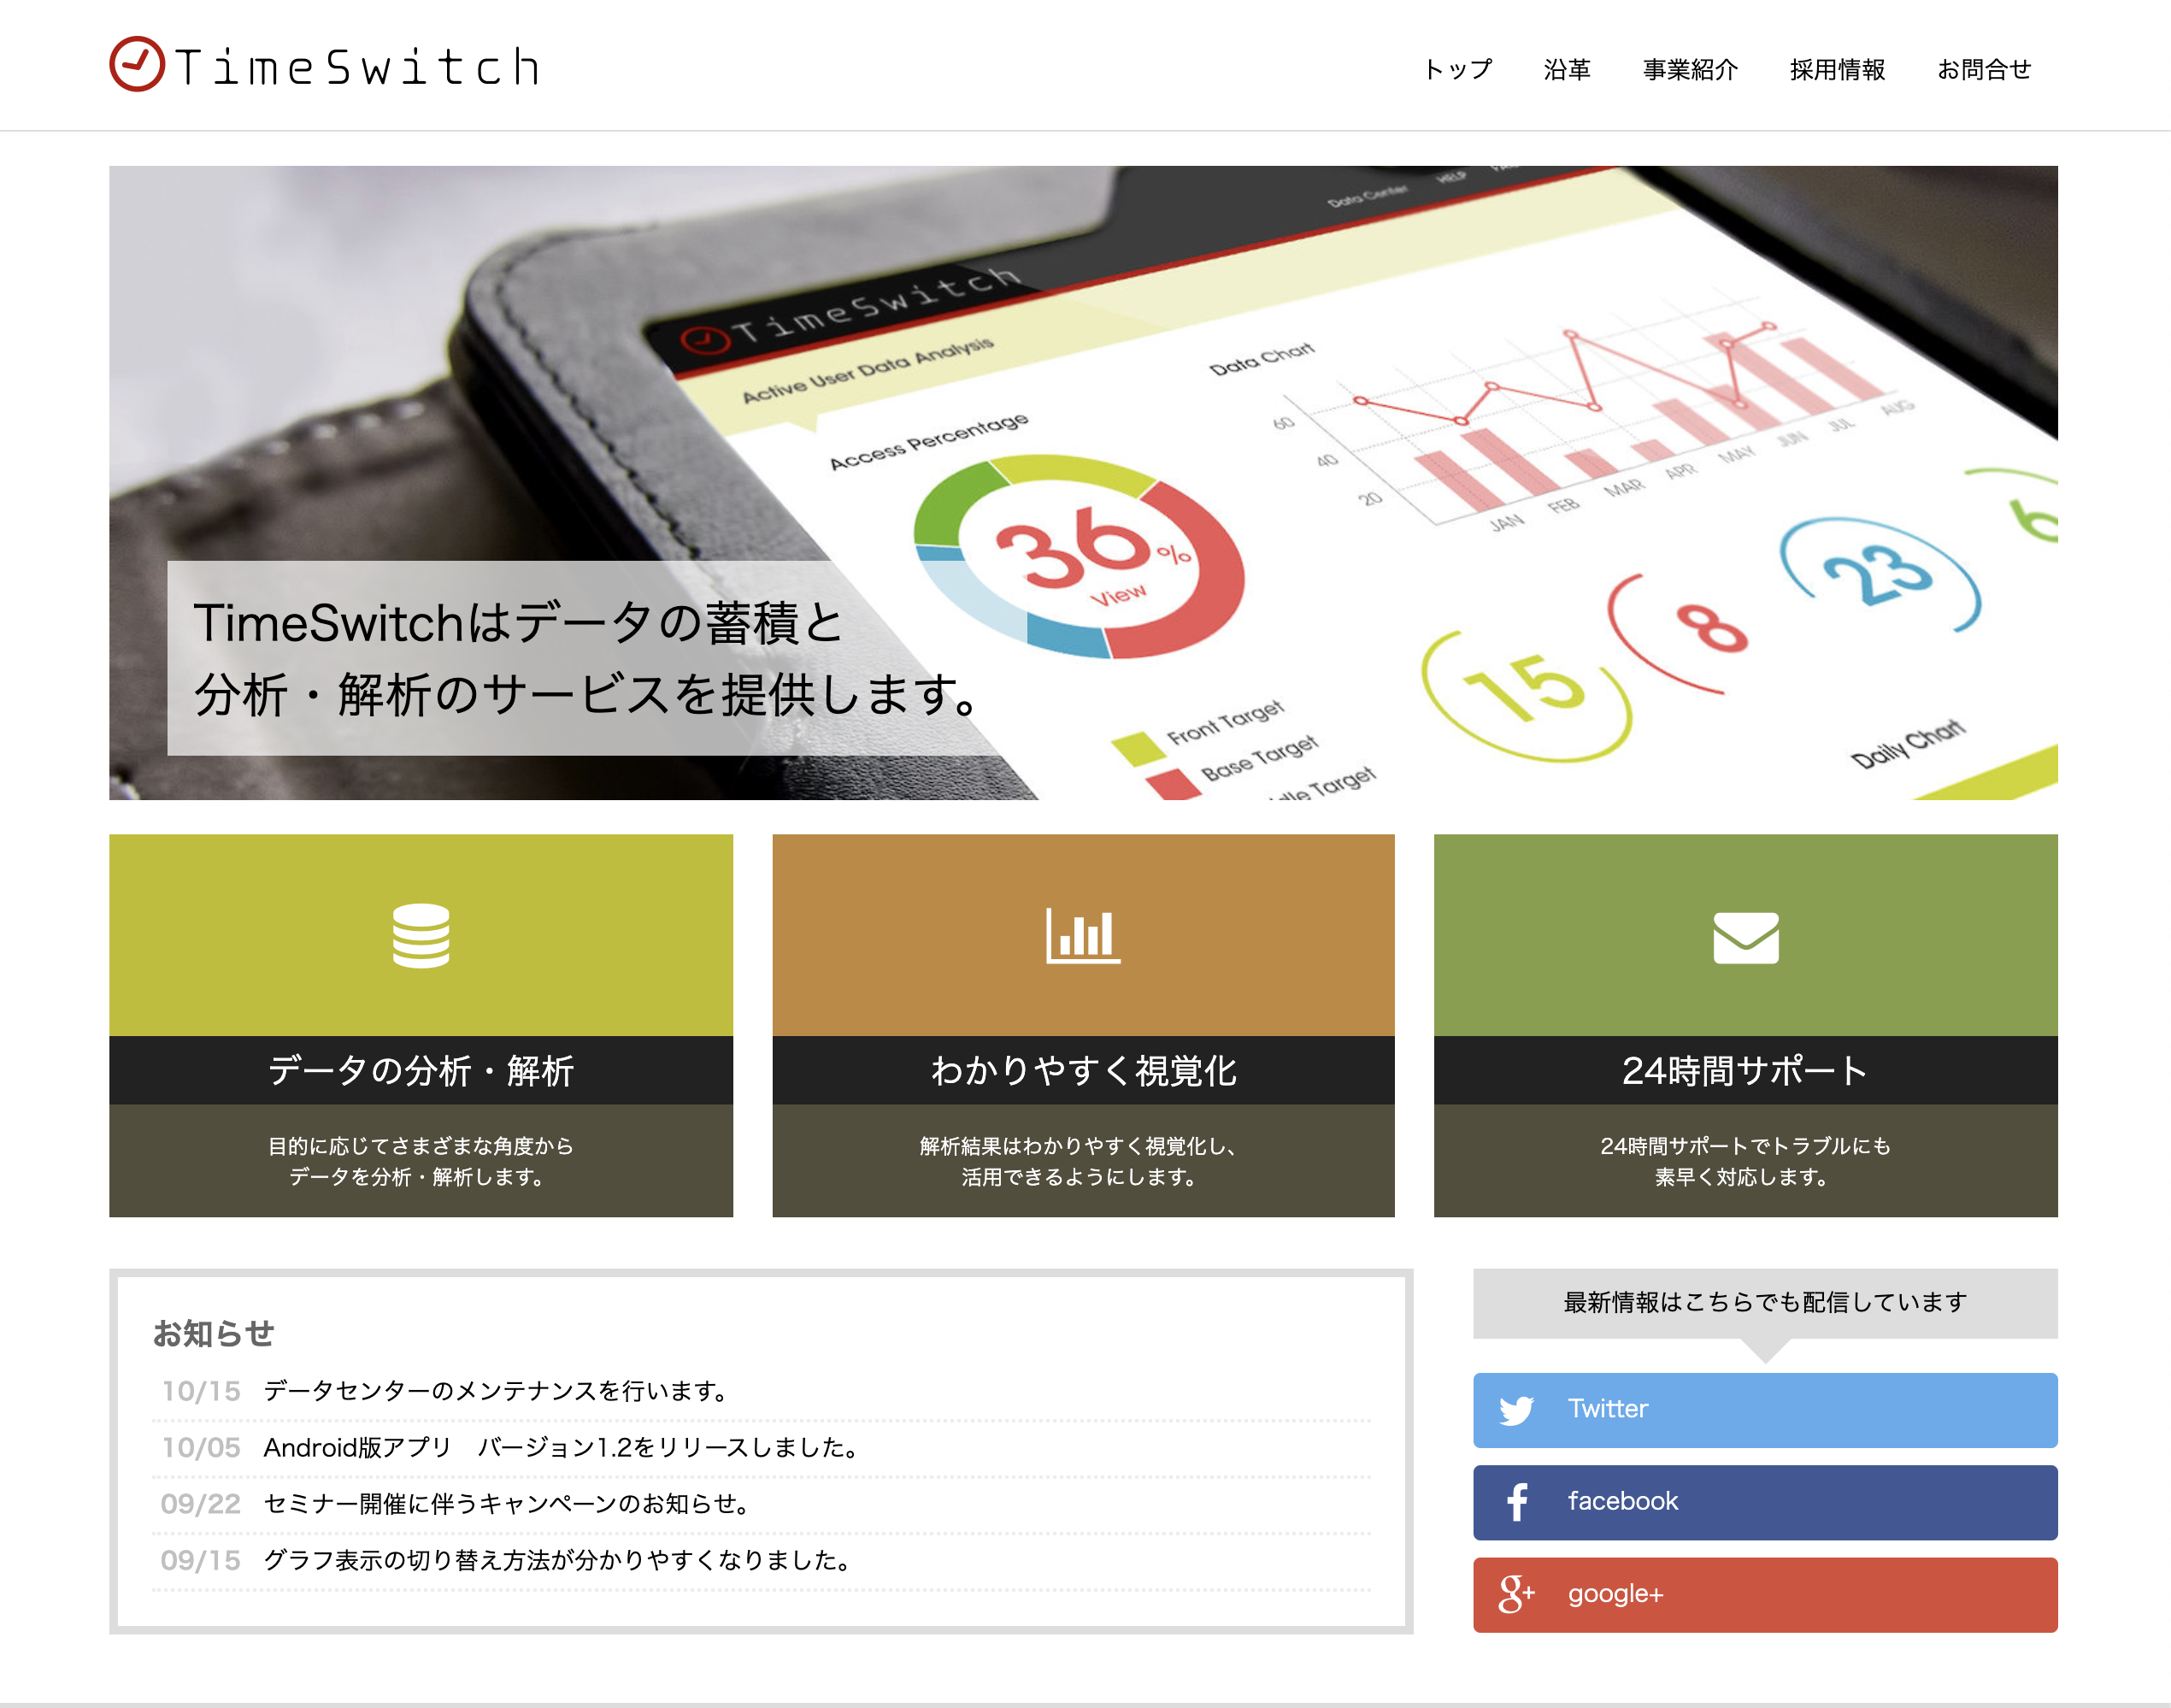 TimeSwitch
トップ 沿革 事業紹介 採用情報 お問合せ
Data Center HELP
TimeSwitch
Active User Data Analysis
Data Chart
Access Percentage
60
40
20
JAN FEB MAR APR MAY JUN JUL AUG
36%
View
23
8
15
6
Front Target
Base Target
Target
Daily Chart
TimeSwitchはデータの蓄積と
分析・解析のサービスを提供します。
データの分析・解析
目的に応じてさまざまな角度から
データを分析・解析します。
わかりやすく視覚化
解析結果はわかりやすく視覚化し、
活用できるようにします。
24時間サポート
24時間サポートでトラブルにも
素早く対応します。
お知らせ
10/15 データセンターのメンテナンスを行います。
10/05 Android版アプリ　バージョン1.2をリリースしました。
09/22 セミナー開催に伴うキャンペーンのお知らせ。
09/15 グラフ表示の切り替え方法が分かりやすくなりました。
最新情報はこちらでも配信しています
Twitter
facebook
g+ google+